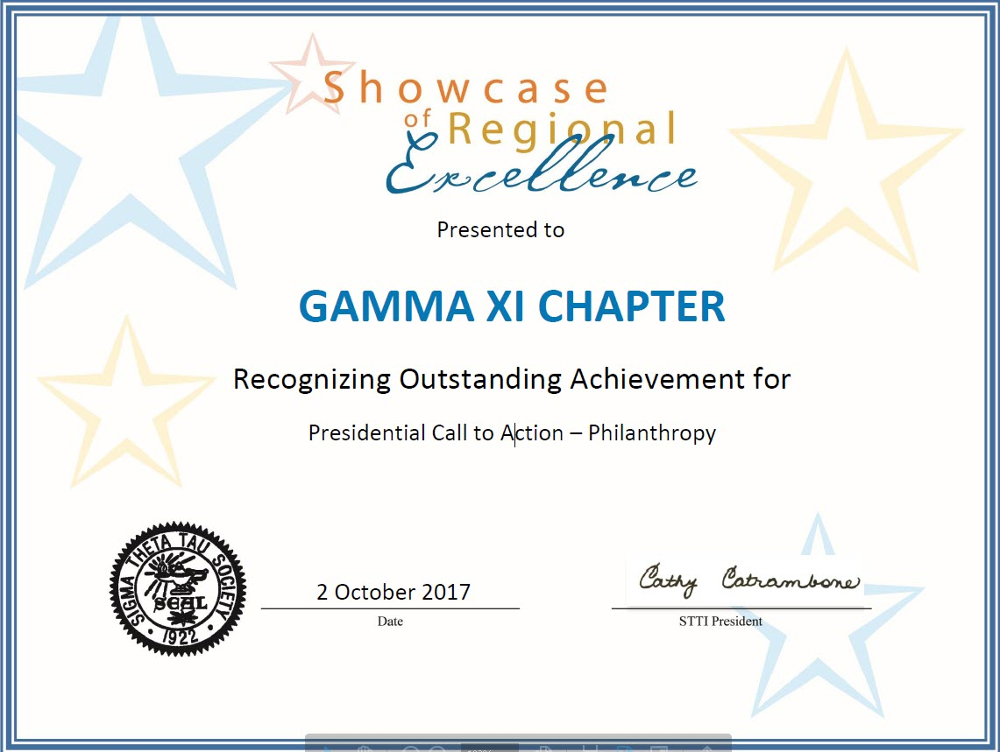 Showcase
of Regional
Excellence
Presented to
GAMMA XI CHAPTER
Recognizing Outstanding Achievement for
Presidential Call to Action – Philanthropy
SIGMA THETA TAU SOCIETY
SEAL
· 1922 ·
2 October 2017
Date
Cathy Catrambone
STTI President